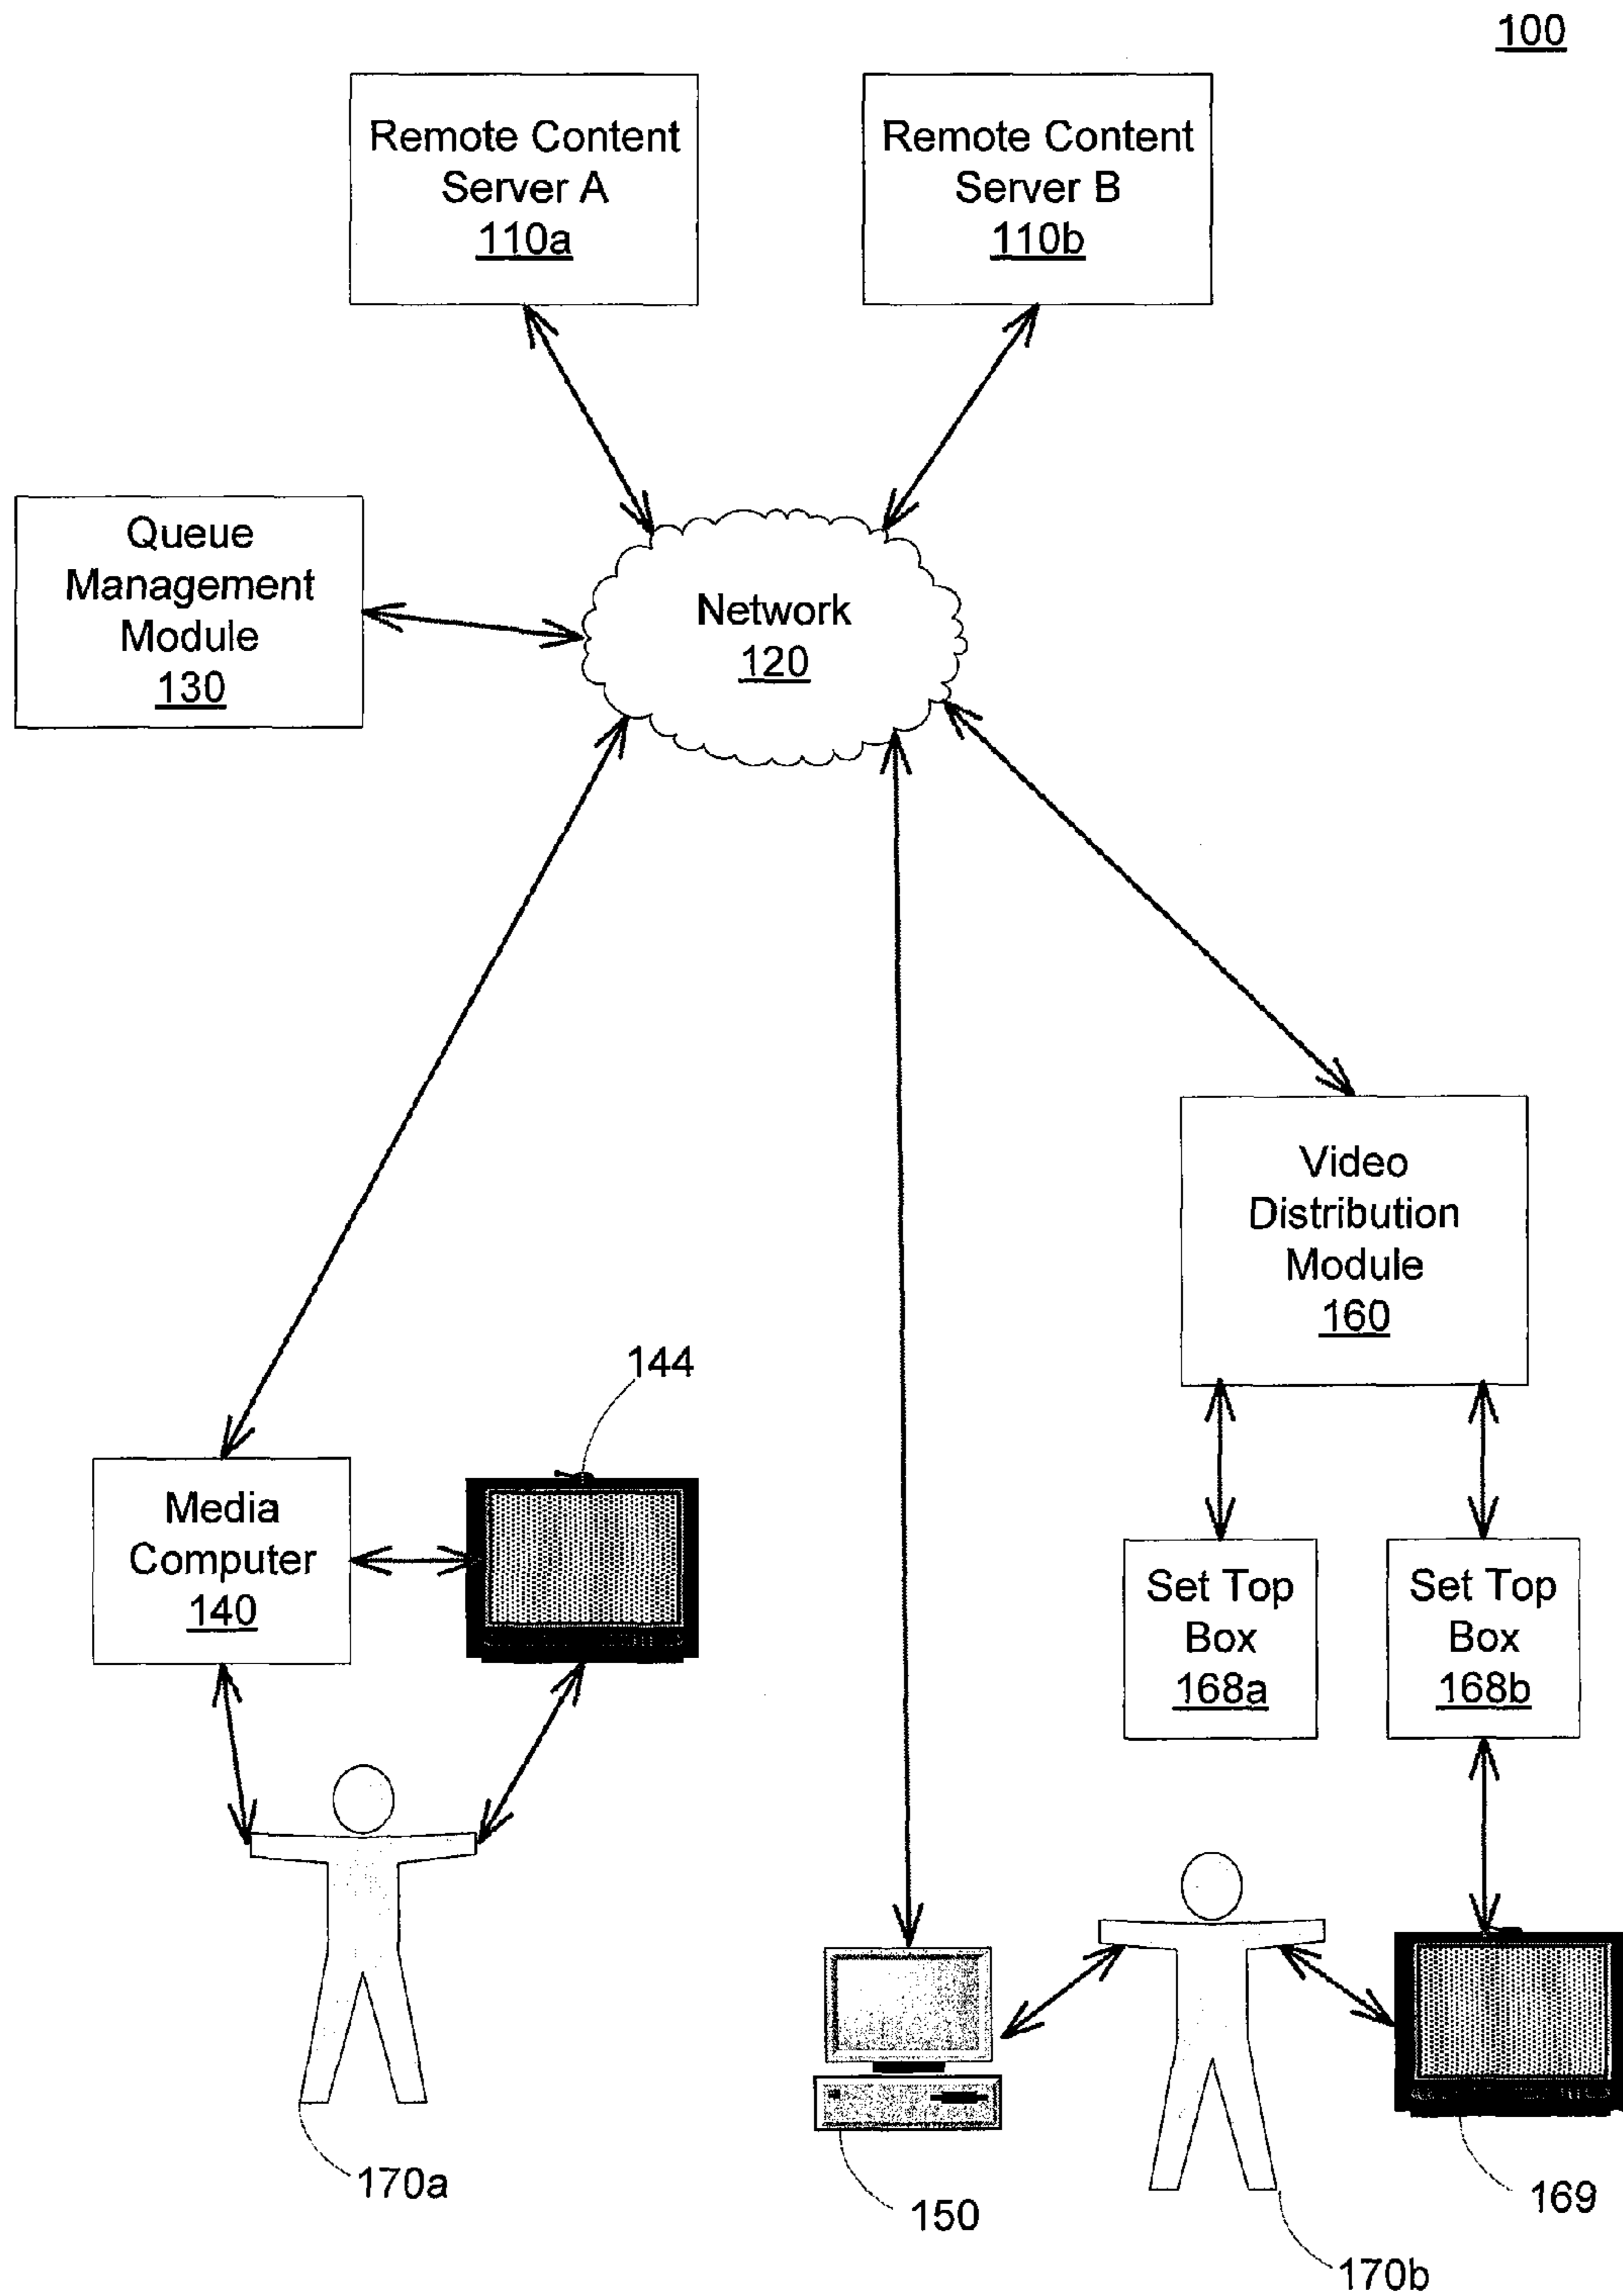 100
Remote Content
Server A
110a
Remote Content
Server B
110b
Queue
Management
Module
130
Network
120
Video
Distribution
Module
160
144
Media
Computer
140
Set Top
Box
168a
Set Top
Box
168b
170a
150
169
170b